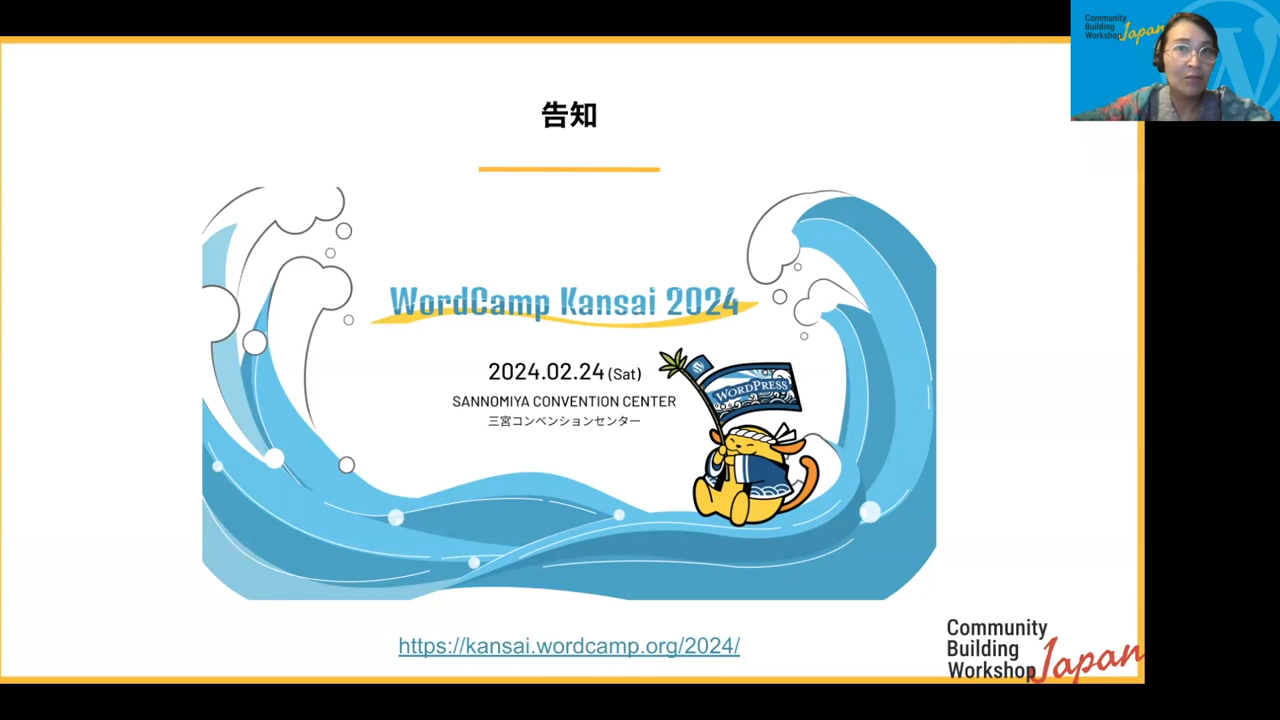 告知
WordCamp Kansai 2024
2024.02.24 (Sat)
SANNOMIYA CONVENTION CENTER
三宮コンベンションセンター
WORDPRESS
https://kansai.wordcamp.org/2024/
Community
Building
Workshop Japan
Community
Building
Workshop Japan